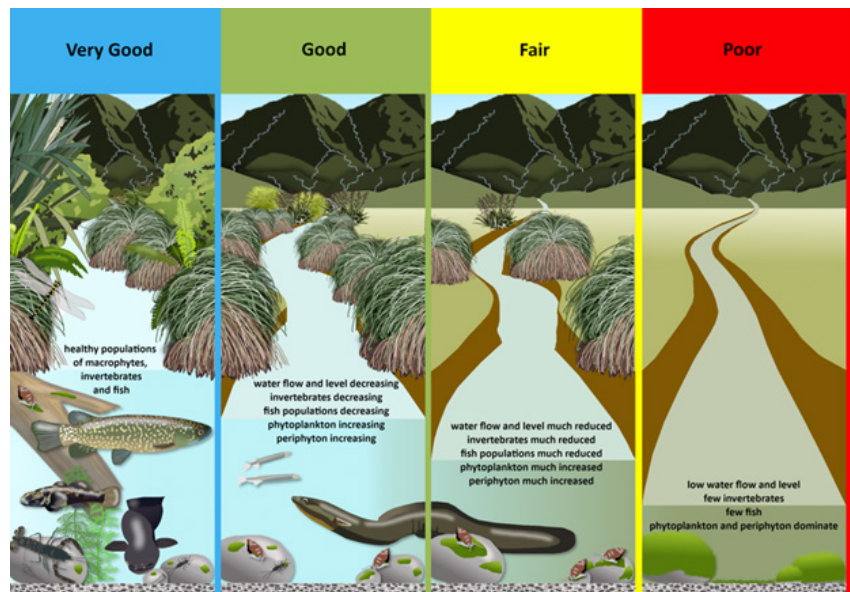 Very Good
Good
Fair
Poor
healthy populations
of macrophytes,
invertebrates
and fish
water flow and level decreasing
invertebrates decreasing
fish populations decreasing
phytoplankton increasing
periphyton increasing
water flow and level much reduced
invertebrates much reduced
fish populations much reduced
phytoplankton much increased
periphyton much increased
low water flow and level
few invertebrates
few fish
phytoplankton and periphyton dominate